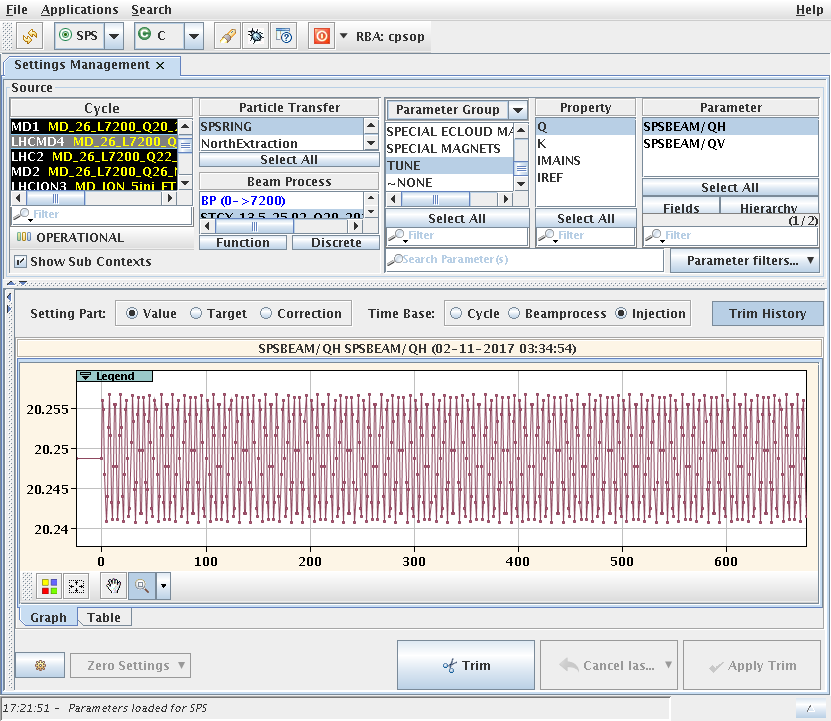 File Applications Search Help
SPS C RBA: cpsop
Settings Management ×
Source
Cycle
MD1 MD_26_L7200_Q20_2
LHCMD4 MD_26_L7200_Q
LHC2 MD_26_L7200_Q22_
MD2 MD_26_L7200_Q26_
LHCION3 MD_ION_5inj_FT
Filter
OPERATIONAL
Show Sub Contexts
Particle Transfer
SPSRING
NorthExtraction
Select All
Beam Process
BP (0->7200)
Function Discrete
Parameter Group
SPECIAL ECLOUD MA
SPECIAL MAGNETS
TUNE
~NONE
Select All
Filter
Search Parameter(s)
Property
Q
K
IMAINS
IREF
Select All
Filter
Parameter
SPSBEAM/QH
SPSBEAM/QV
Select All
Fields Hierarchy
(1/2)
Filter
Parameter filters...
Setting Part: Value Target Correction Time Base: Cycle Beamprocess Injection Trim History
SPSBEAM/QH SPSBEAM/QH (02-11-2017 03:34:54)
Legend
20.255
20.25
20.245
20.24
0 100 200 300 400 500 600
Graph Table
Zero Settings Trim Cancel las... Apply Trim
17:21:51 - Parameters loaded for SPS